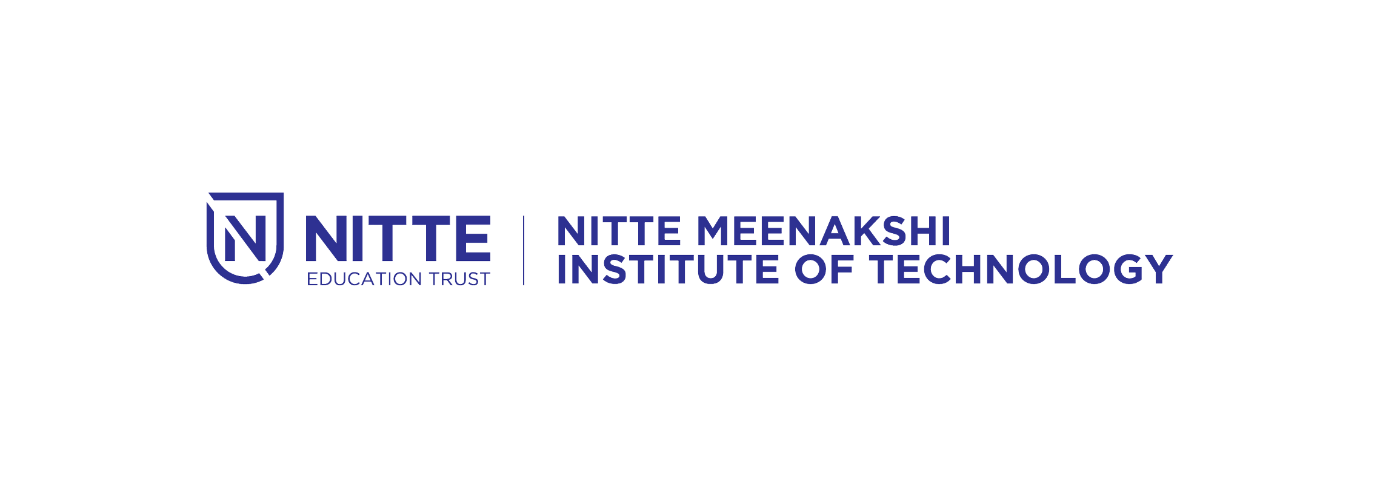 N NITTE
EDUCATION TRUST
NITTE MEENAKSHI
INSTITUTE OF TECHNOLOGY